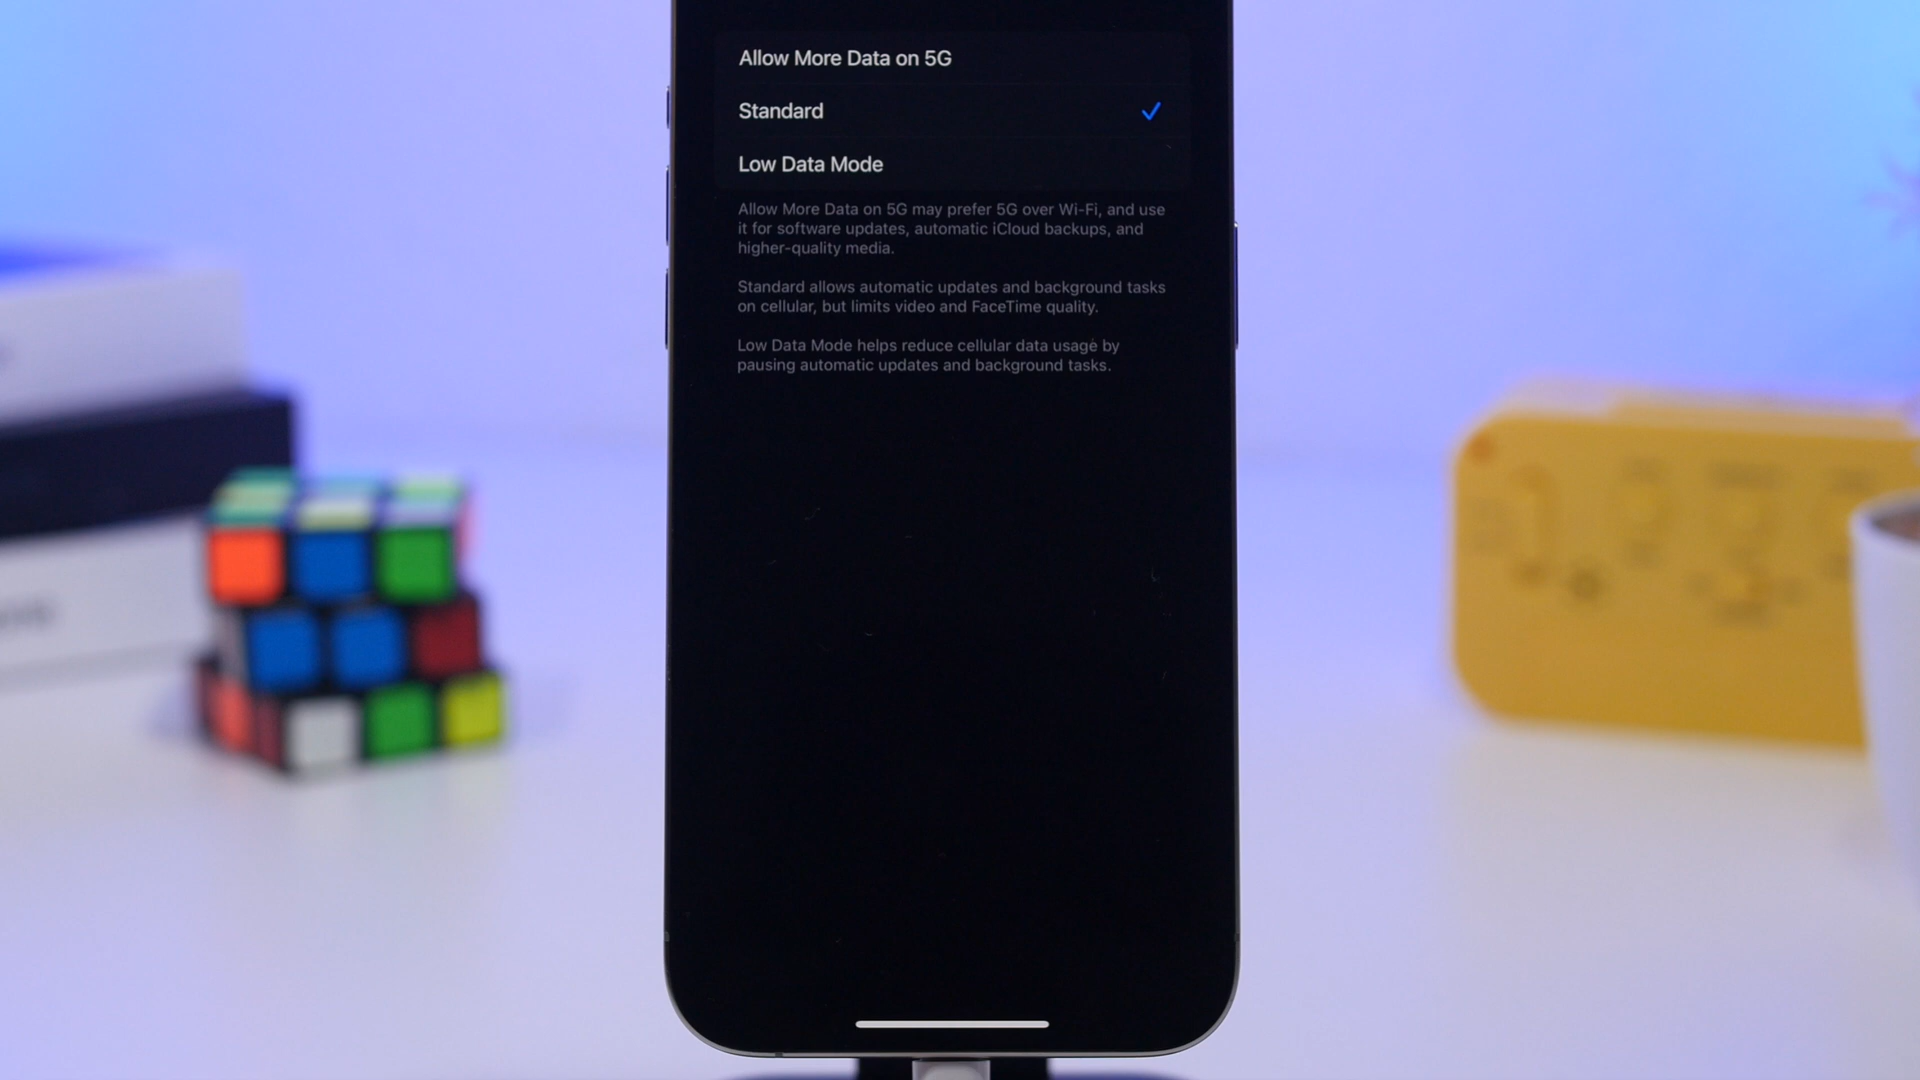 Allow More Data on 5G
Standard
Low Data Mode
Allow More Data on 5G may prefer 5G over Wi-Fi, and use
it for software updates, automatic iCloud backups, and
higher-quality media.
Standard allows automatic updates and background tasks
on cellular, but limits video and FaceTime quality.
Low Data Mode helps reduce cellular data usage by
pausing automatic updates and background tasks.